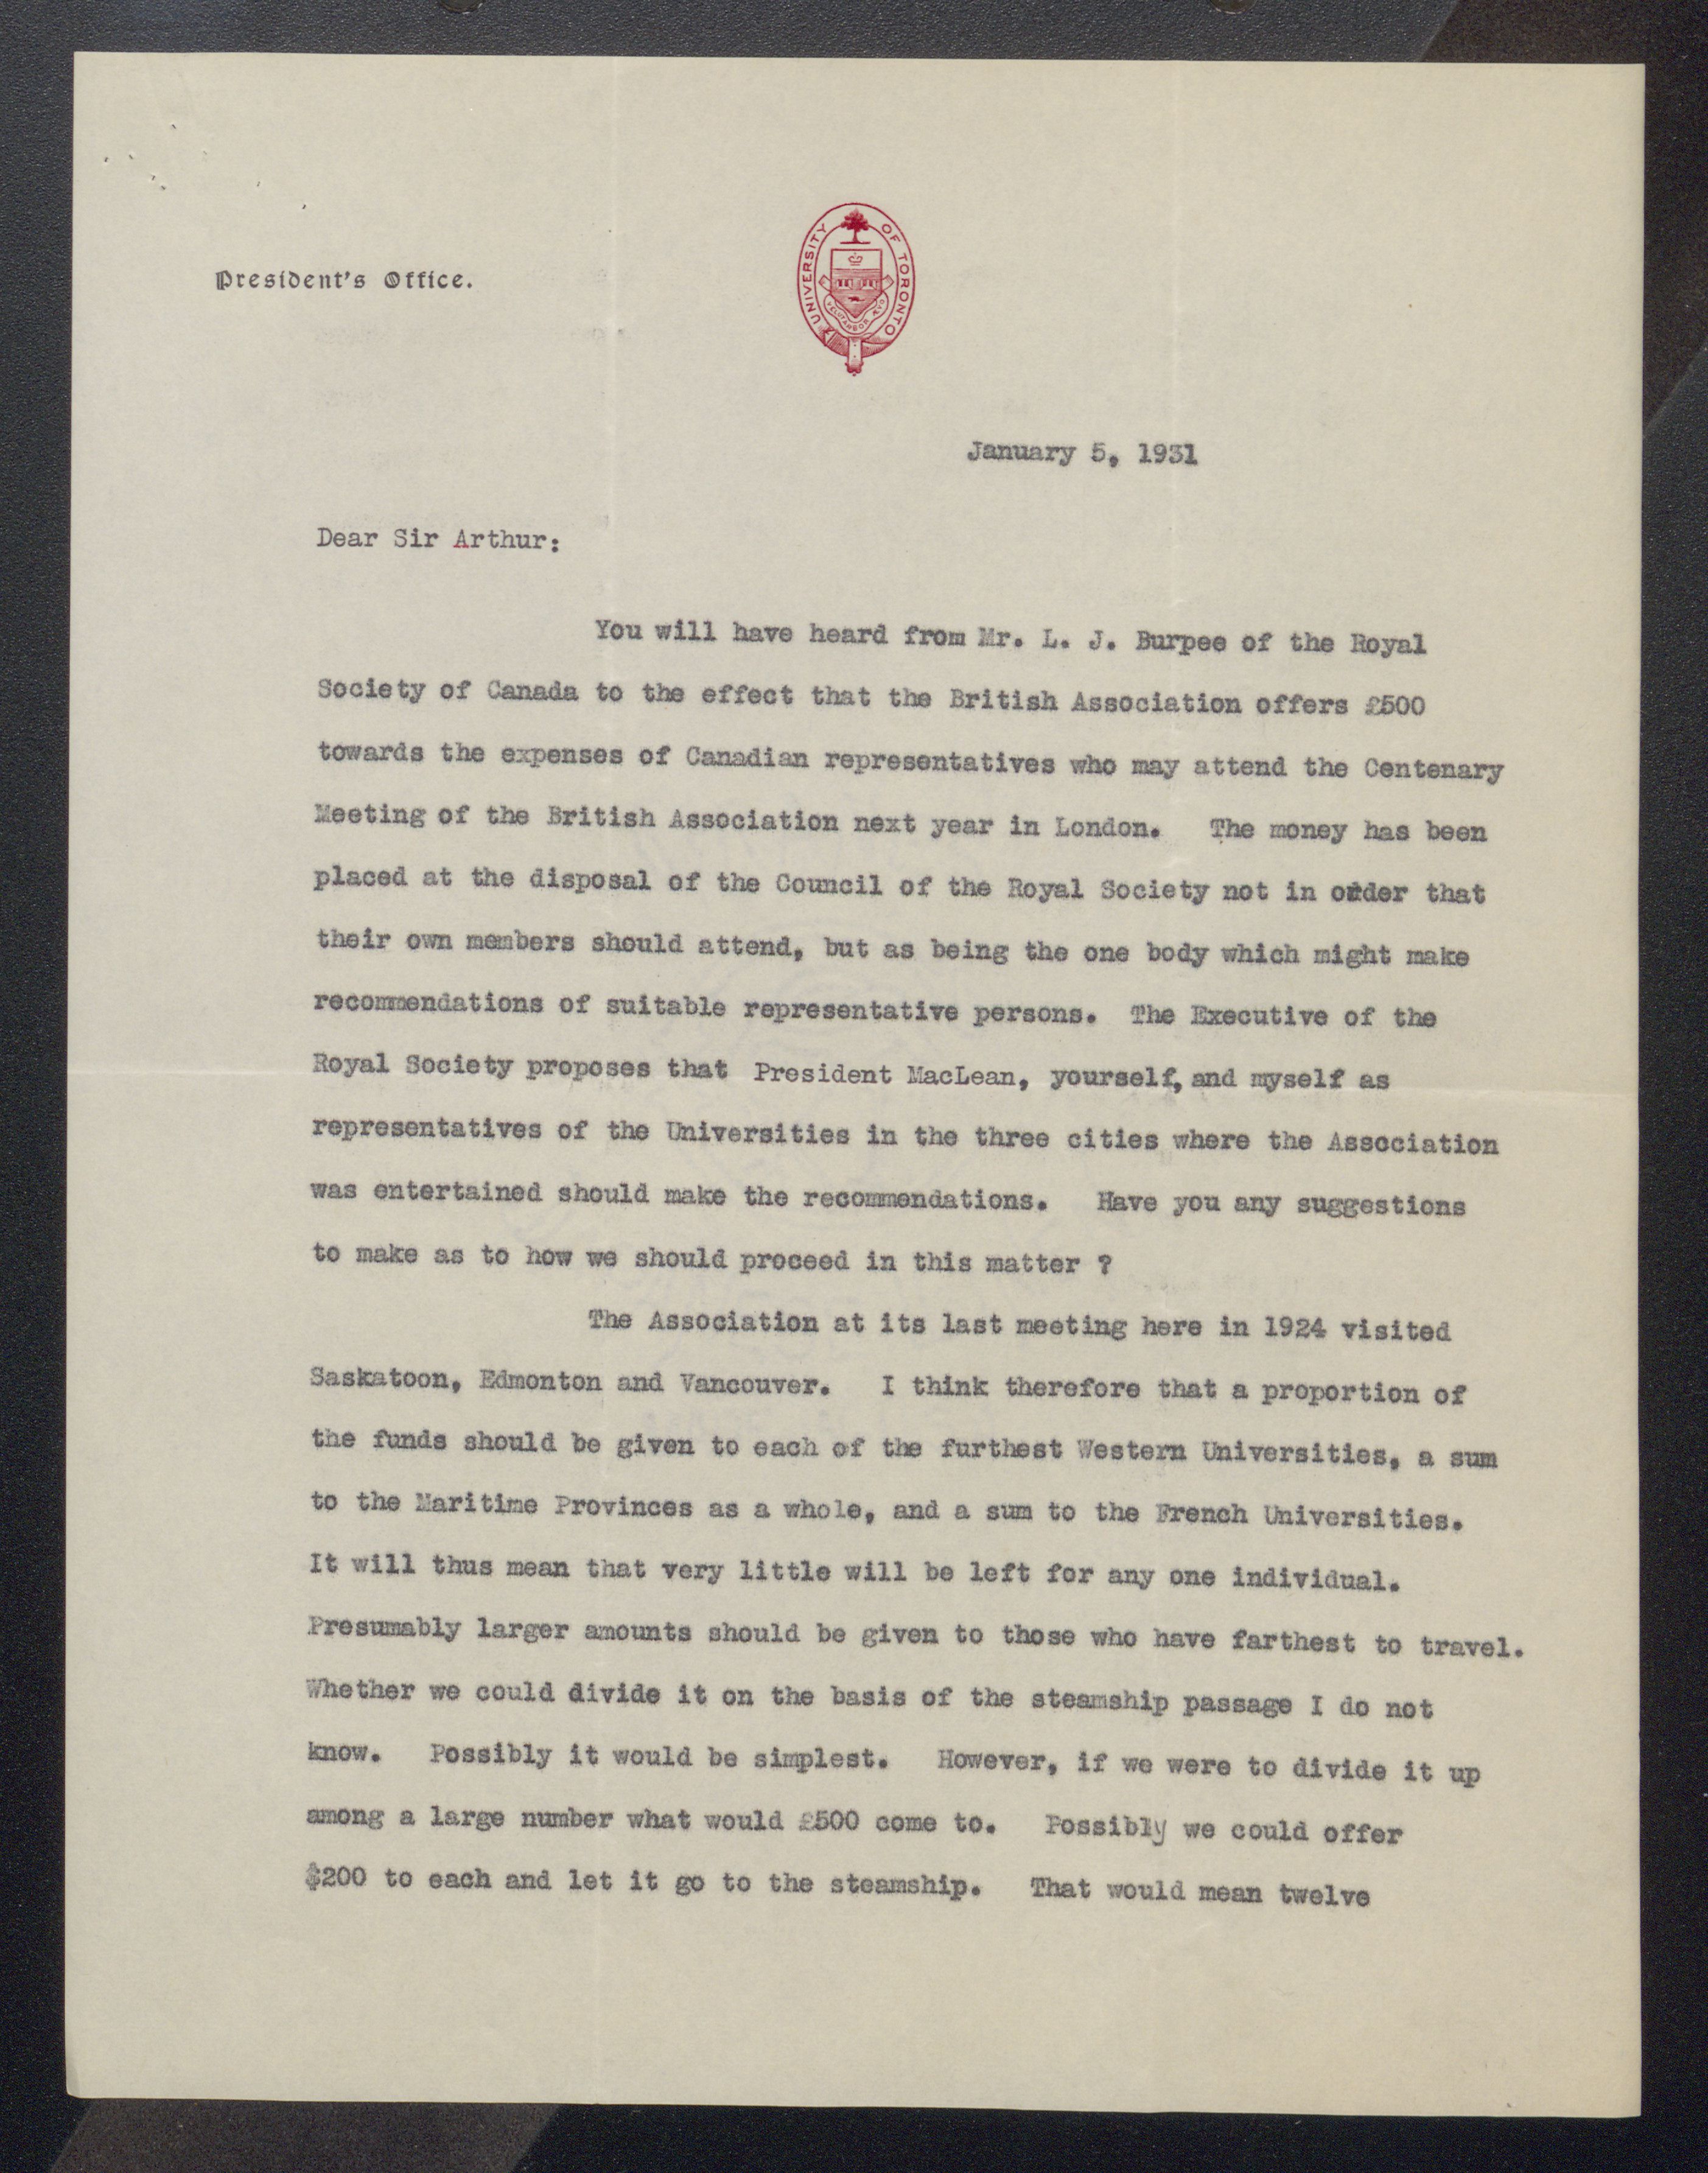 President's Office.
UNIVERSITY OF TORONTO
VELUT ARBOR ÆVO
January 5, 1931
Dear Sir Arthur:
You will have heard from Mr. L. J. Burpee of the Royal
Society of Canada to the effect that the British Association offers £500
towards the expenses of Canadian representatives who may attend the Centenary
Meeting of the British Association next year in London. The money has been
placed at the disposal of the Council of the Royal Society not in order that
their own members should attend, but as being the one body which might make
recommendations of suitable representative persons. The Executive of the
Royal Society proposes that President MacLean, yourself, and myself as
representatives of the Universities in the three cities where the Association
was entertained should make the recommendations. Have you any suggestions
to make as to how we should proceed in this matter ?
The Association at its last meeting here in 1924 visited
Saskatoon, Edmonton and Vancouver. I think therefore that a proportion of
the funds should be given to each of the furthest Western Universities, a sum
to the Maritime Provinces as a whole, and a sum to the French Universities.
It will thus mean that very little will be left for any one individual.
Presumably larger amounts should be given to those who have farthest to travel.
Whether we could divide it on the basis of the steamship passage I do not
know. Possibly it would be simplest. However, if we were to divide it up
among a large number what would £500 come to. Possibly we could offer
$200 to each and let it go to the steamship. That would mean twelve